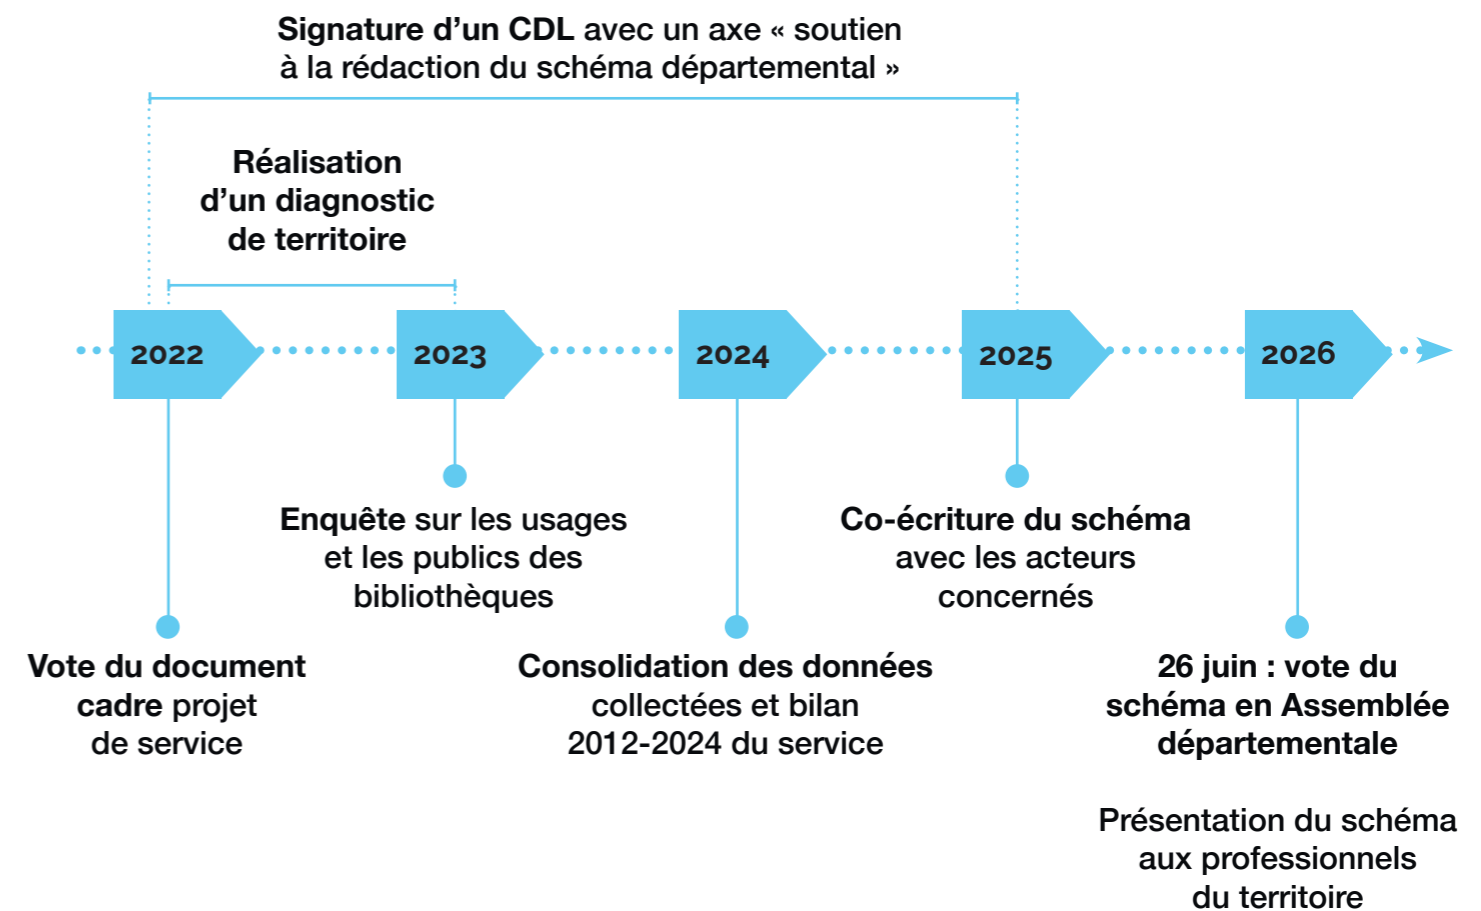 Signature d’un CDL avec un axe « soutien
à la rédaction du schéma départemental »
Réalisation
d’un diagnostic
de territoire
2022
2023
2024
2025
2026
Enquête sur les usages
et les publics des
bibliothèques
Co-écriture du schéma
avec les acteurs
concernés
Vote du document
cadre projet
de service
Consolidation des données
collectées et bilan
2012-2024 du service
26 juin : vote du
schéma en Assemblée
départementale
Présentation du schéma
aux professionnels
du territoire